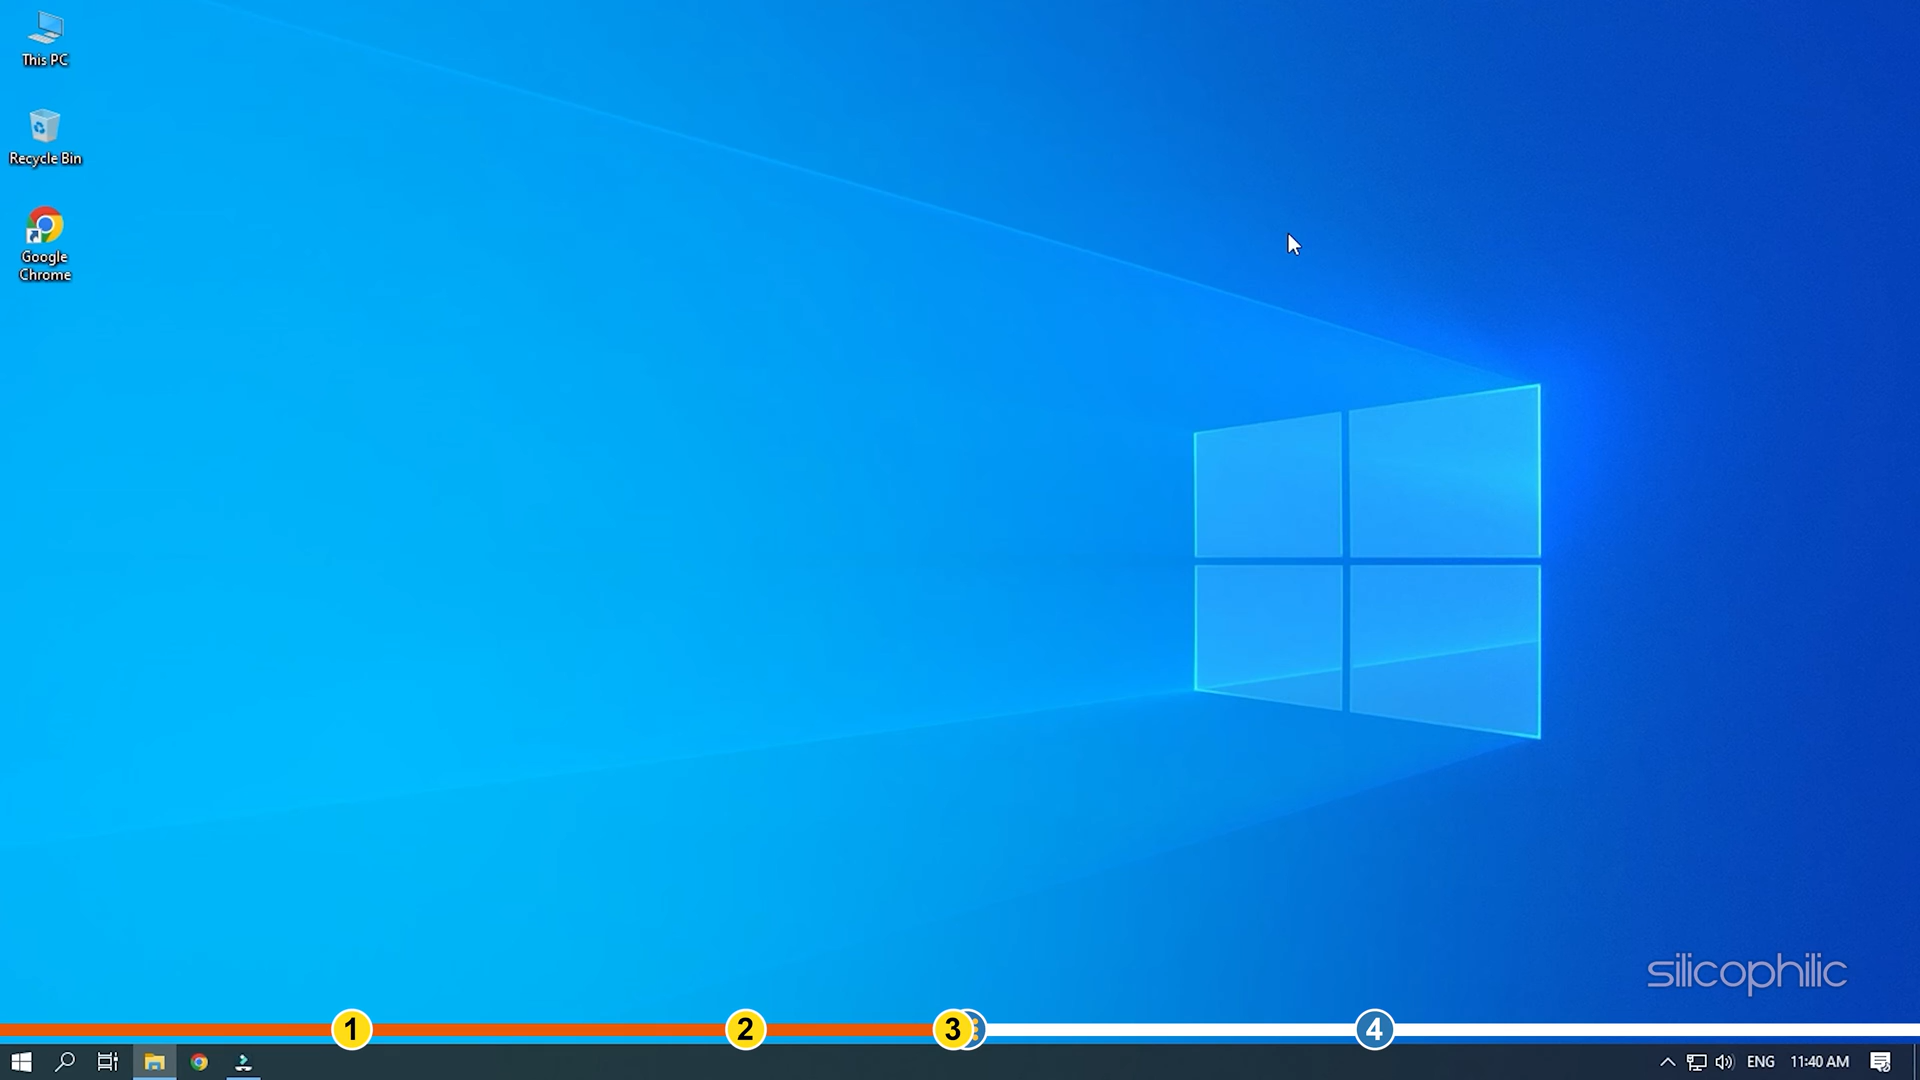 This PC
Recycle Bin
Google
Chrome
silicophilic
1
2
3
4
ENG
11:40 AM